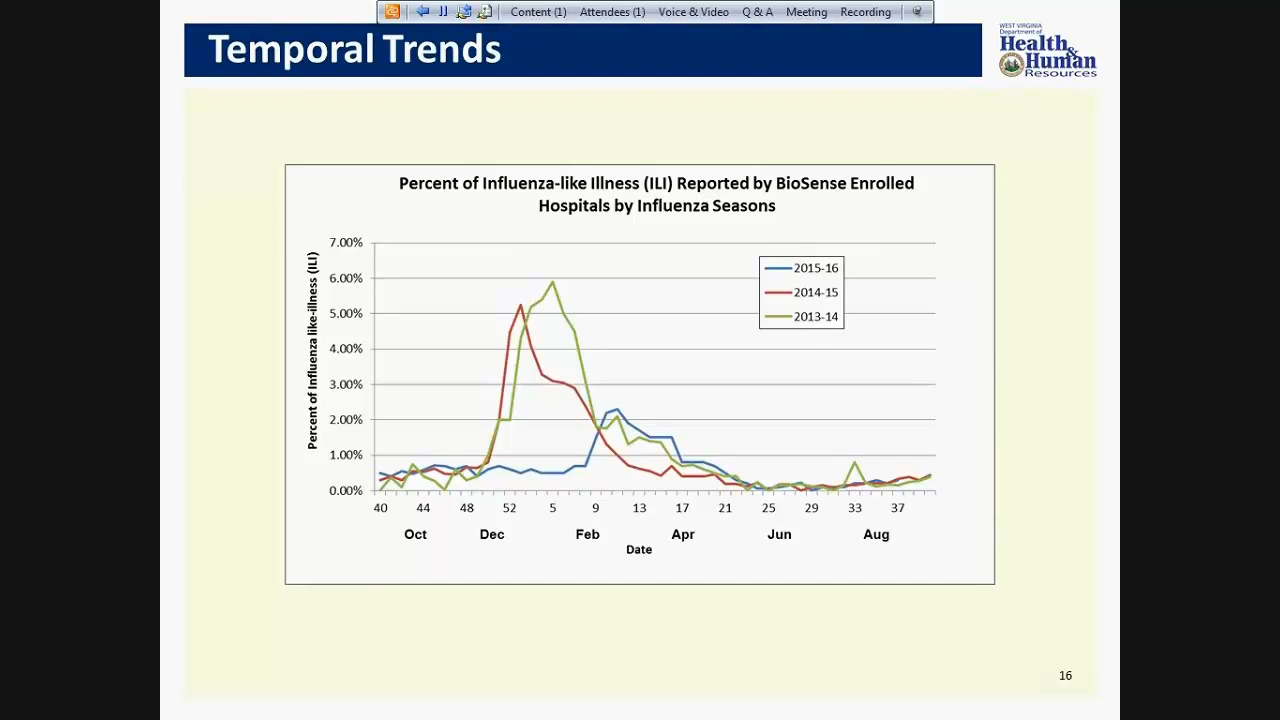 Content (1) Attendees (1) Voice & Video Q & A Meeting Recording
Temporal Trends
WEST VIRGINIA
Department of
Health &
Human
Resources
Percent of Influenza-like Illness (ILI) Reported by BioSense Enrolled
Hospitals by Influenza Seasons
Percent of Influenza like-illness (ILI)
7.00%
6.00%
5.00%
4.00%
3.00%
2.00%
1.00%
0.00%
2015-16
2014-15
2013-14
40 44 48 52 5 9 13 17 21 25 29 33 37
Oct Dec Feb Apr Jun Aug
Date
16